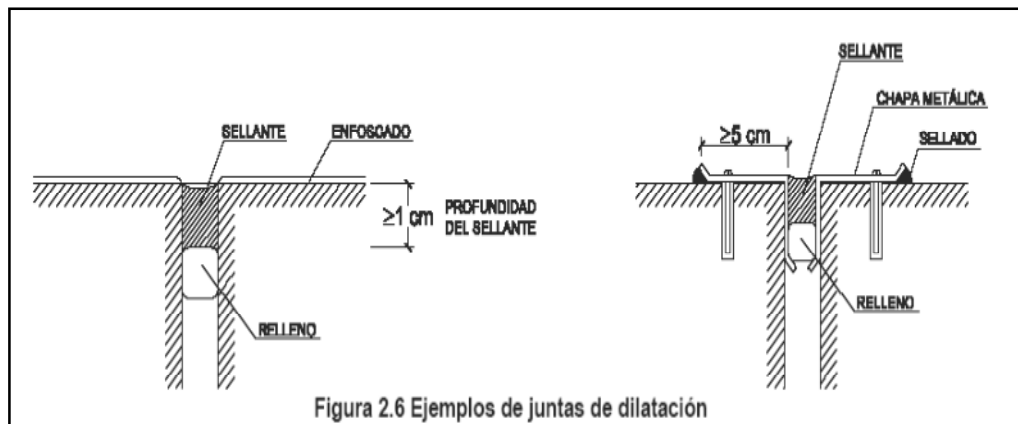 SELLANTE
ENFOSCADO
≥1 cm
PROFUNDIDAD
DEL SELLANTE
RELLENO
SELLANTE
CHAPA METÁLICA
≥5 cm
SELLADO
RELLENO
Figura 2.6 Ejemplos de juntas de dilatación